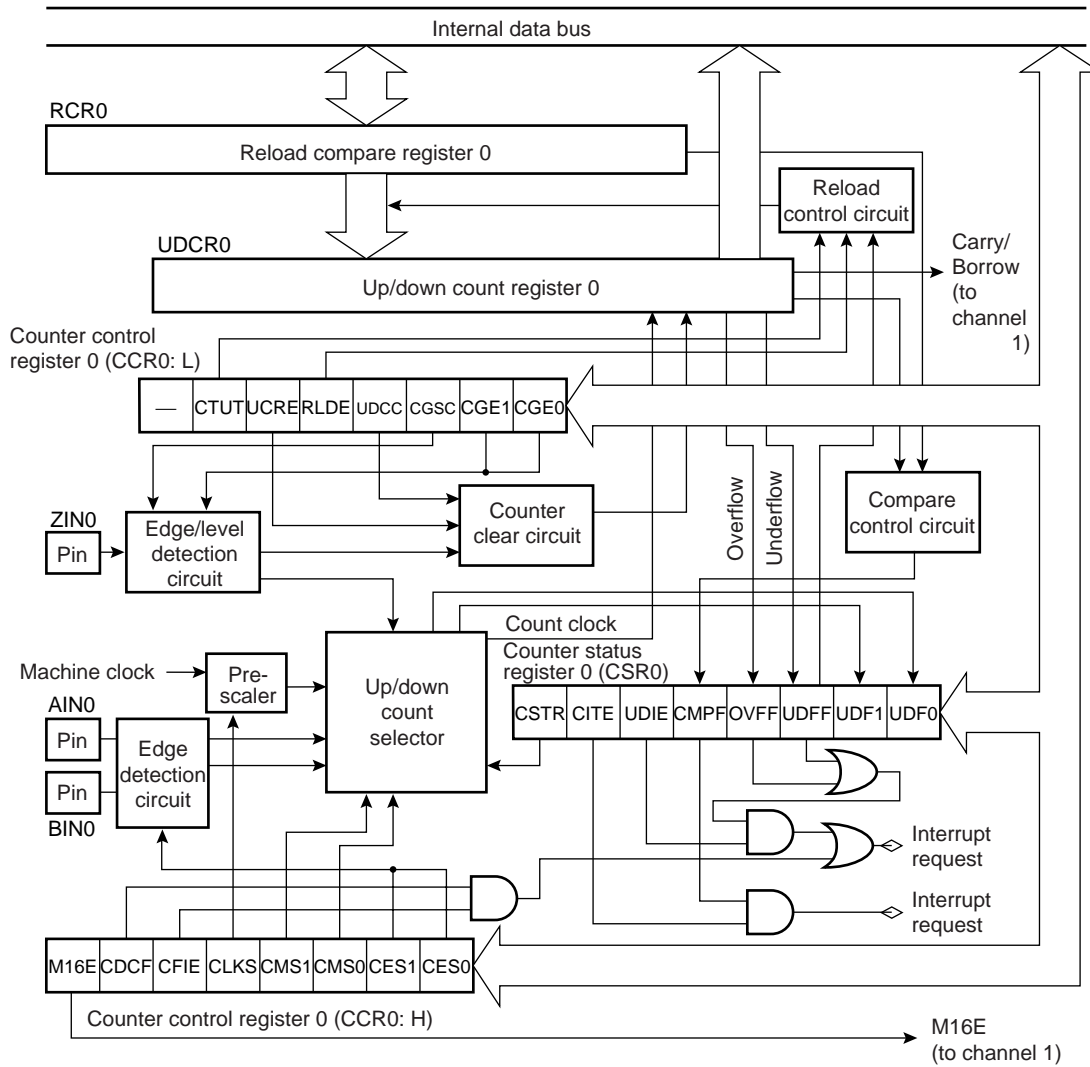 Internal data bus
RCR0
Reload compare register 0
Reload
control circuit
UDCR0
Up/down count register 0
Carry/
Borrow
(to
channel
1)
Counter control
register 0 (CCR0: L)
—
CTUT
UCRE
RLDE
UDCC
CGSC
CGE1
CGE0
ZIN0
Pin
Edge/level
detection
circuit
Counter
clear circuit
Overflow
Underflow
Compare
control circuit
Count clock
Counter status
register 0 (CSR0)
Machine clock
Pre-
scaler
Up/down
count
selector
AIN0
Pin
Pin
BIN0
Edge
detection
circuit
CSTR
CITE
UDIE
CMPF
OVFF
UDFF
UDF1
UDF0
Interrupt
request
Interrupt
request
M16E
CDCF
CFIE
CLKS
CMS1
CMS0
CES1
CES0
Counter control register 0 (CCR0: H)
M16E
(to channel 1)